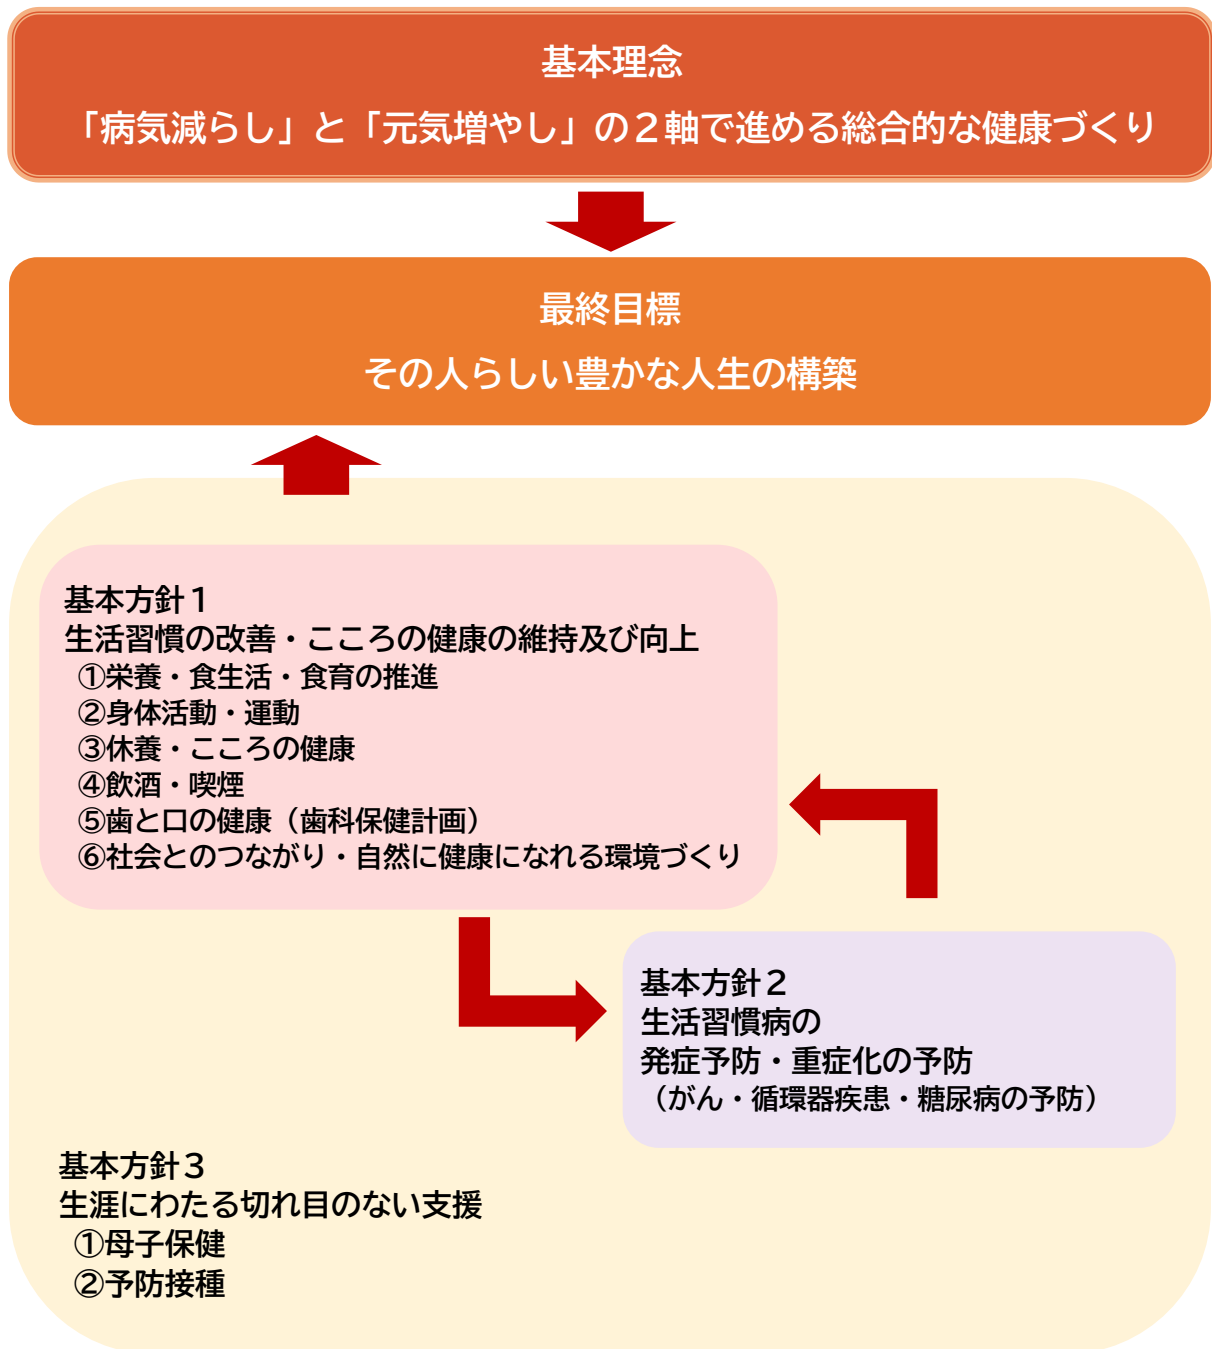 基本理念
「病気減らし」と「元気増やし」の２軸で進める総合的な健康づくり
最終目標
その人らしい豊かな人生の構築
基本方針１
生活習慣の改善・こころの健康の維持及び向上
①栄養・食生活・食育の推進
②身体活動・運動
③休養・こころの健康
④飲酒・喫煙
⑤歯と口の健康（歯科保健計画）
⑥社会とのつながり・自然に健康になれる環境づくり
基本方針２
生活習慣病の
発症予防・重症化の予防
（がん・循環器疾患・糖尿病の予防）
基本方針３
生涯にわたる切れ目のない支援
①母子保健
②予防接種